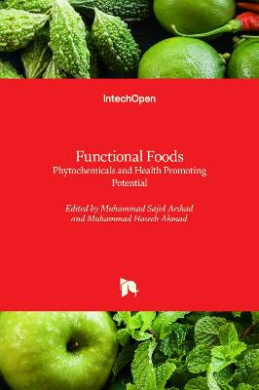 IntechOpen
Functional Foods
Phytochemicals and Health Promoting
Potential
Edited by Muhammad Sajid Arshad
and Muhammad Haseeb Ahmad